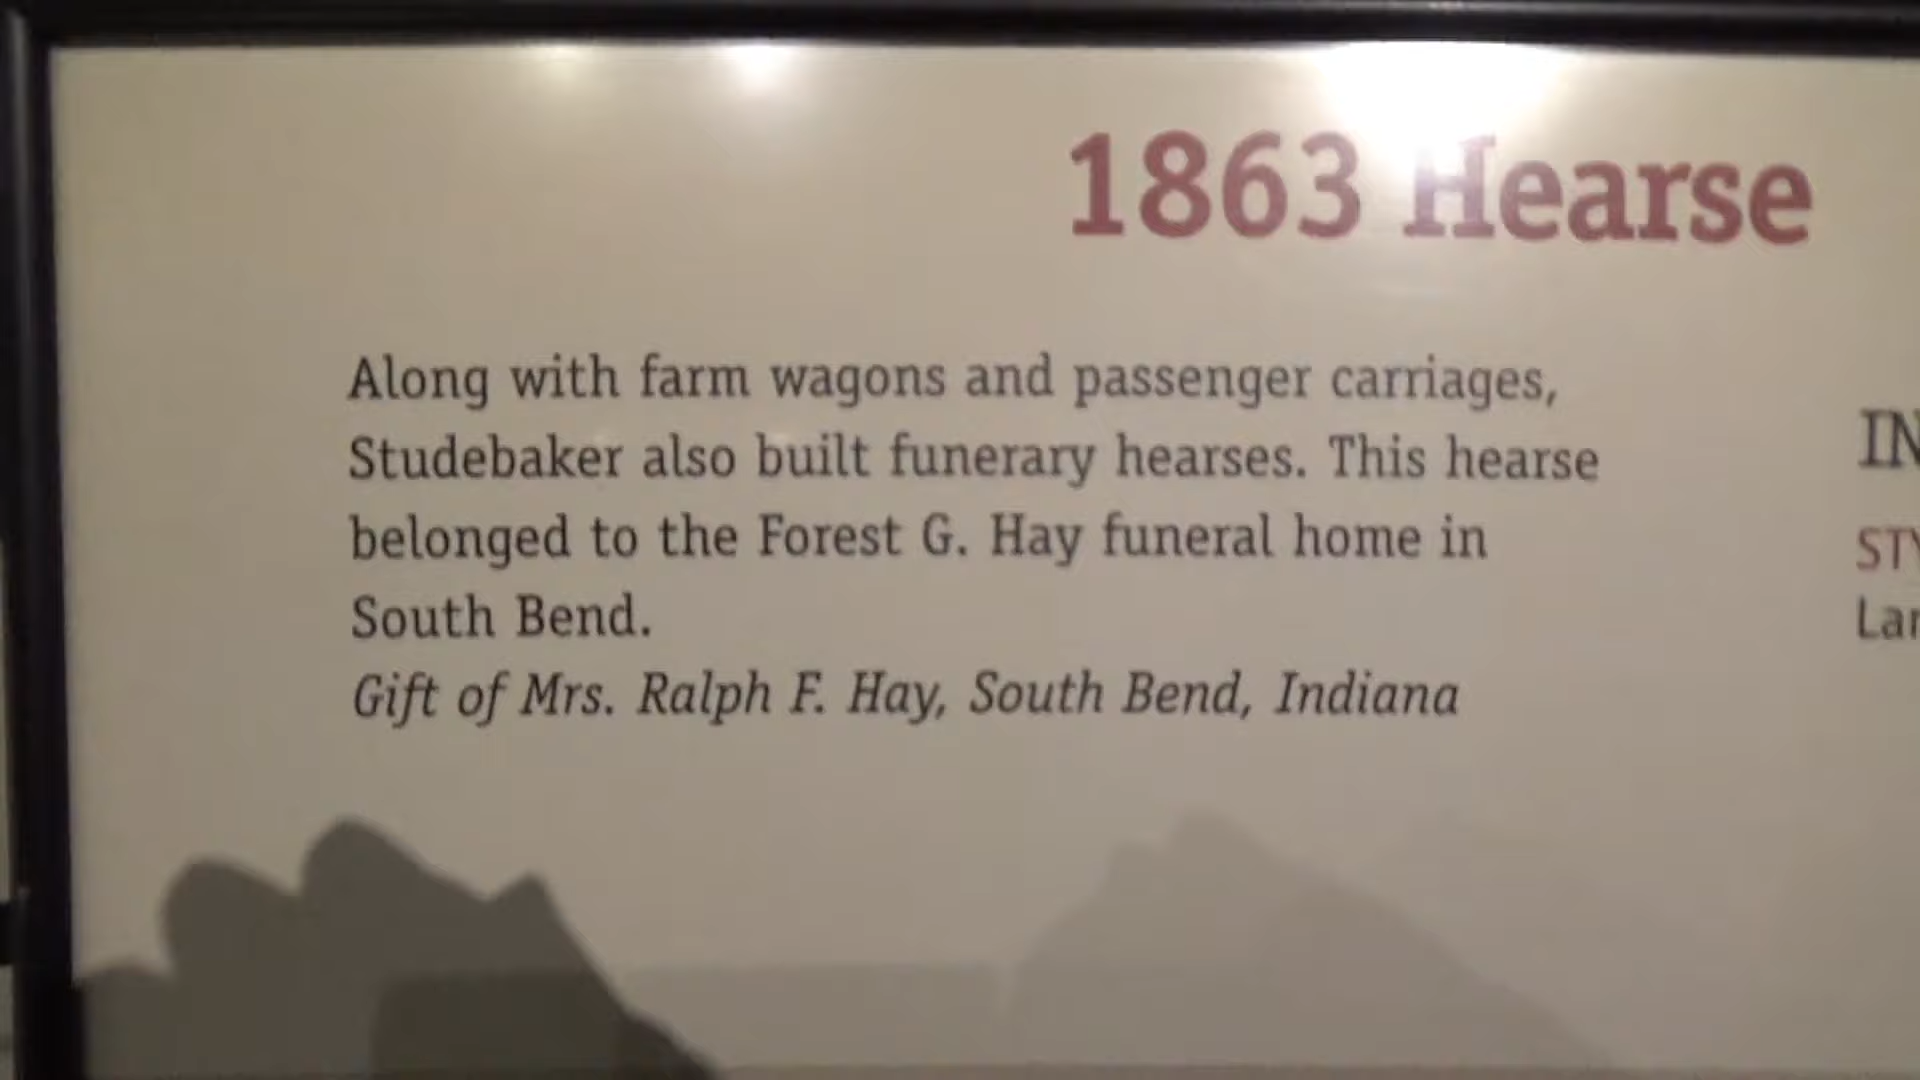 1863 Hearse
Along with farm wagons and passenger carriages,
Studebaker also built funerary hearses. This hearse
belonged to the Forest G. Hay funeral home in
South Bend.
Gift of Mrs. Ralph F. Hay, South Bend, Indiana